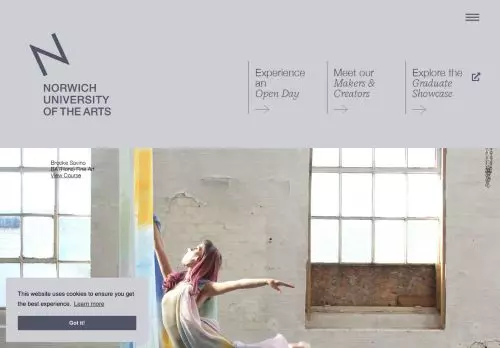 NORWICH
UNIVERSITY
OF THE ARTS
Experience
an
Open Day
Meet our
Makers &
Creators
Explore the
Graduate
Showcase
Brooke Savino
BA (Hons) Fine Art
View Course
This website uses cookies to ensure you get
the best experience. Learn more
Got it!